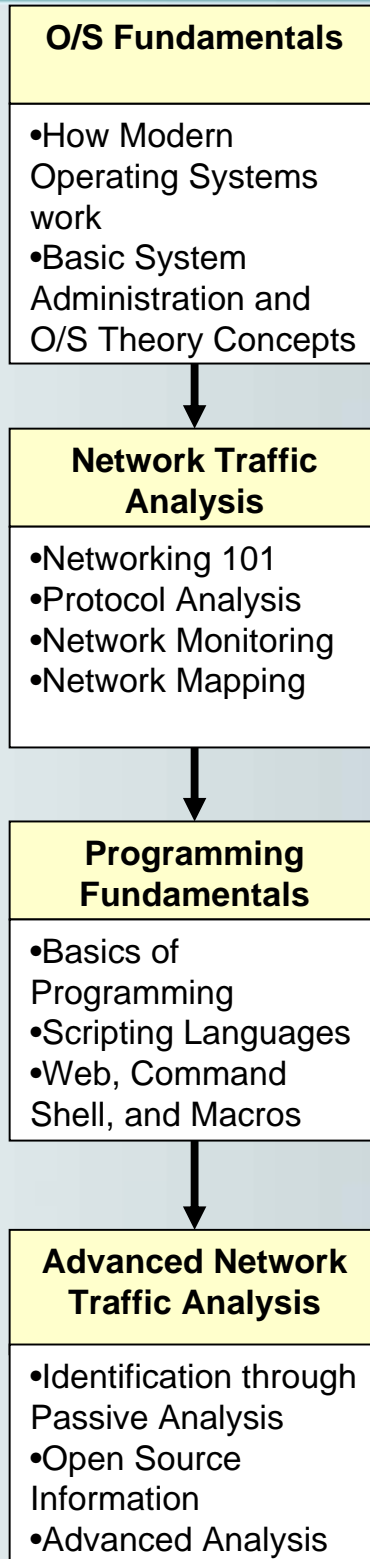 O/S Fundamentals
•How Modern
Operating Systems
work
•Basic System
Administration and
O/S Theory Concepts
Network Traffic
Analysis
•Networking 101
•Protocol Analysis
•Network Monitoring
•Network Mapping
Programming
Fundamentals
•Basics of
Programming
•Scripting Languages
•Web, Command
Shell, and Macros
Advanced Network
Traffic Analysis
•Identification through
Passive Analysis
•Open Source
Information
•Advanced Analysis